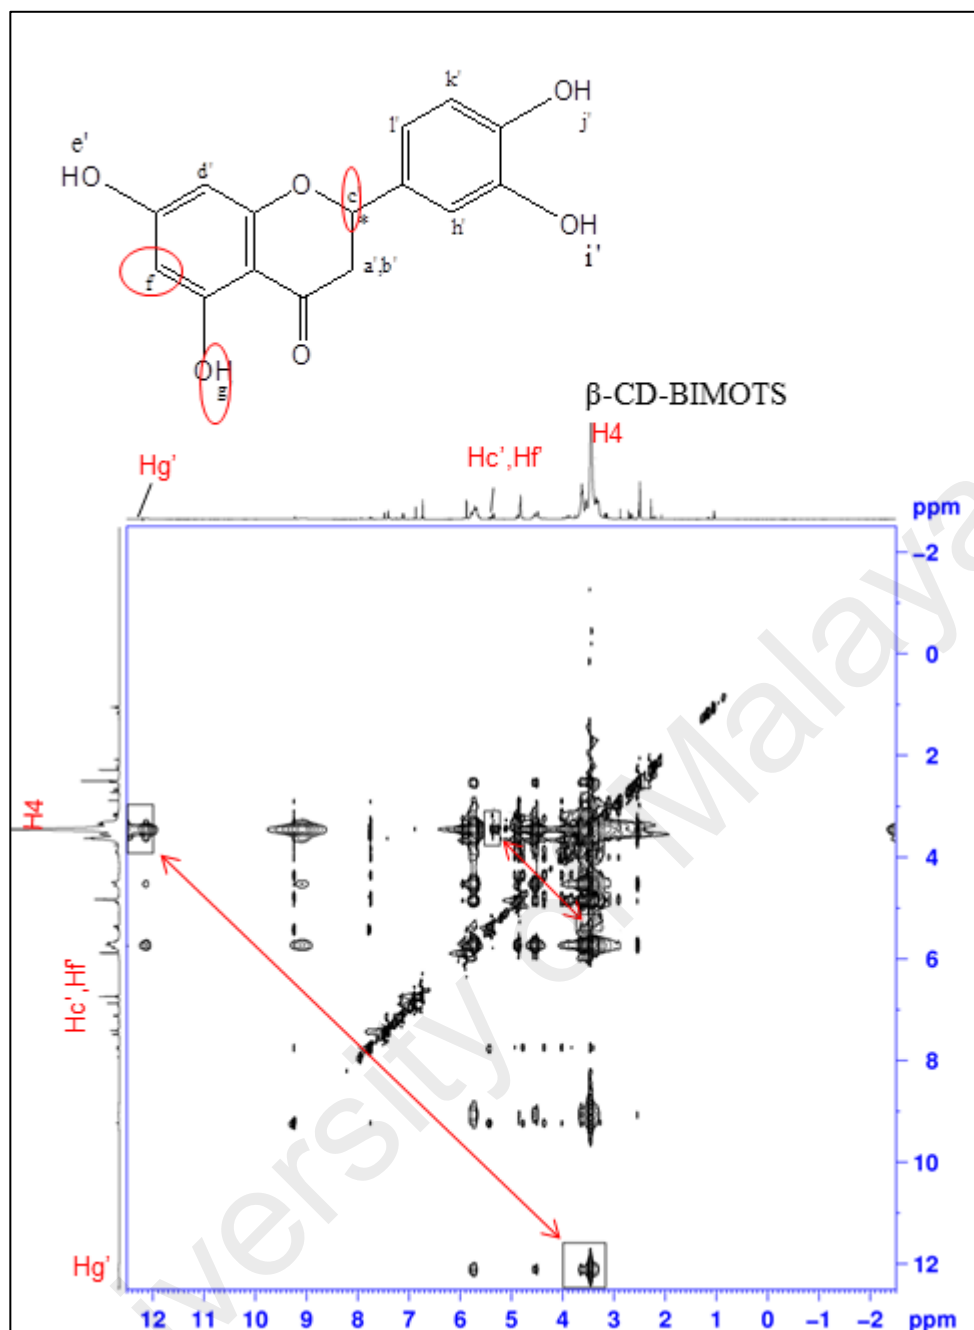 k' OH
l' j'
e'
HO d' O c
* h' OH
i'
f a',b'
O
OH
g
β-CD-BIMOTS
H4
Hc',Hf'
Hg'
ppm
-2
0
2
H4
4
6
Hc',Hf'
8
10
Hg'
12
12 11 10 9 8 7 6 5 4 3 2 1 0 -1 -2 ppm
iversity of Malaya